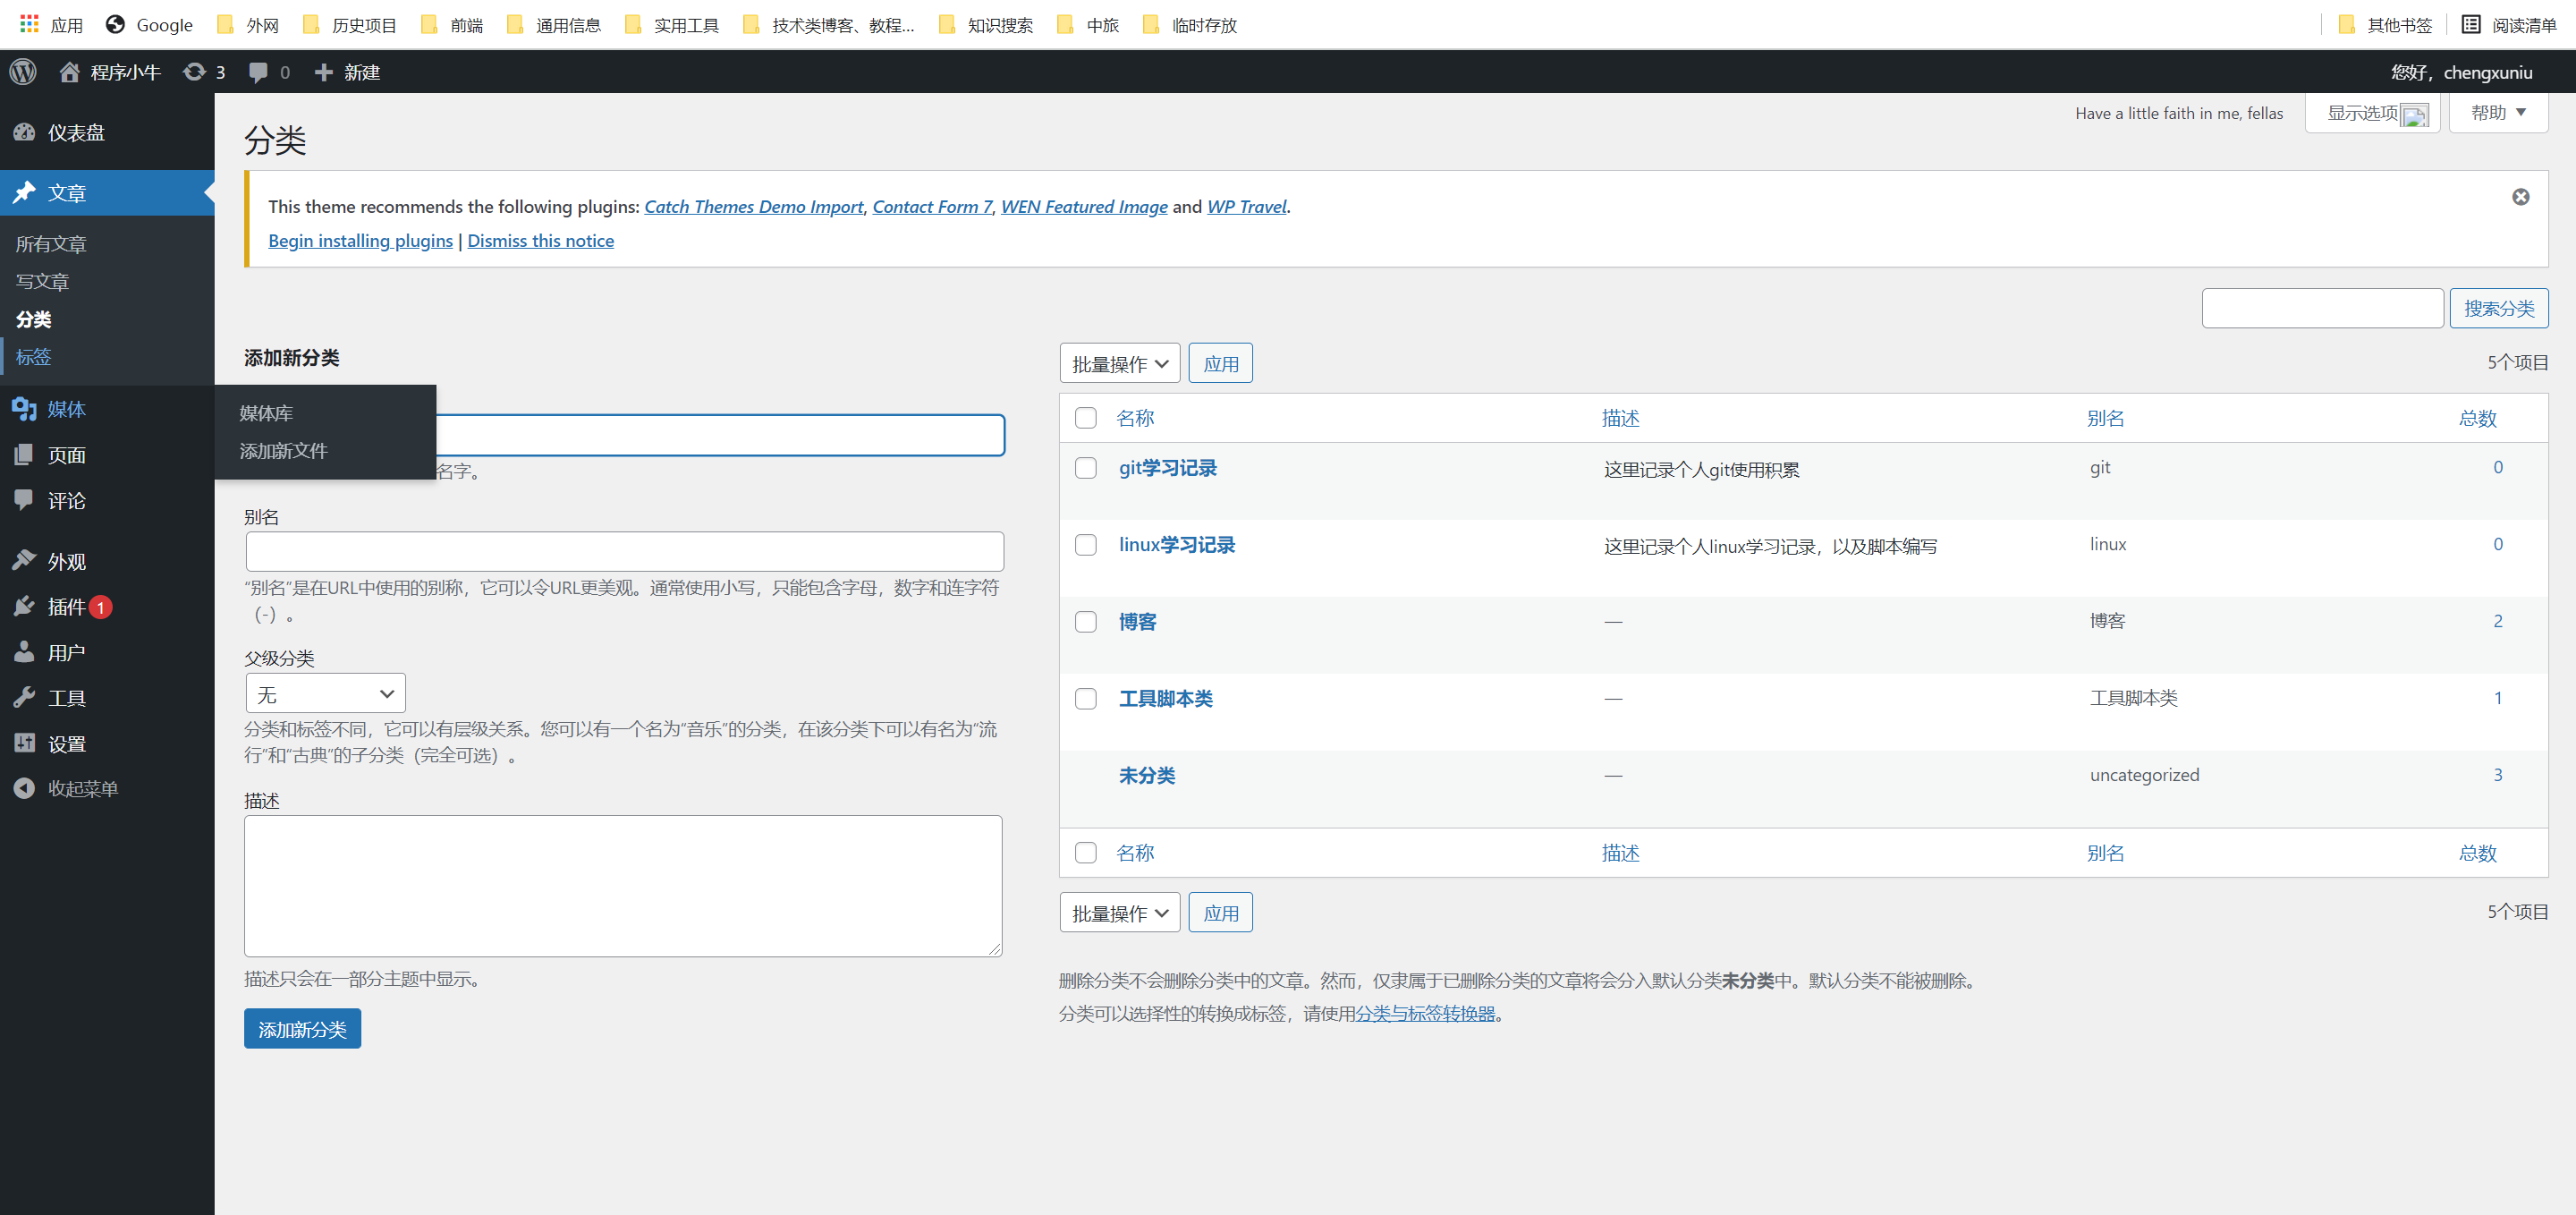 应用 Google 外网 历史项目 前端 通用信息 实用工具 技术类博客、教程... 知识搜索 中旅 临时存放 其他书签 阅读清单
程序小牛 3 0 新建 您好，chengxuniu
Have a little faith in me, fellas 显示选项 帮助
仪表盘
文章
所有文章
写文章
分类
标签
媒体
媒体库
添加新文件
页面
评论
外观
插件 1
用户
工具
设置
收起菜单
分类
This theme recommends the following plugins: Catch Themes Demo Import, Contact Form 7, WEN Featured Image and WP Travel.
Begin installing plugins | Dismiss this notice
搜索分类
添加新分类
名字。
别名
“别名”是在URL中使用的别称，它可以令URL更美观。通常使用小写，只能包含字母，数字和连字符
（-）。
父级分类
无
分类和标签不同，它可以有层级关系。您可以有一个名为“音乐”的分类，在该分类下可以有名为“流
行”和“古典”的子分类（完全可选）。
描述
描述只会在一部分主题中显示。
添加新分类
批量操作 应用 5个项目
名称 描述 别名 总数
git学习记录 这里记录个人git使用积累 git 0
linux学习记录 这里记录个人linux学习记录，以及脚本编写 linux 0
博客 — 博客 2
工具脚本类 — 工具脚本类 1
未分类 — uncategorized 3
名称 描述 别名 总数
批量操作 应用 5个项目
删除分类不会删除分类中的文章。然而，仅隶属于已删除分类的文章将会分入默认分类未分类中。默认分类不能被删除。
分类可以选择性的转换成标签，请使用分类与标签转换器。